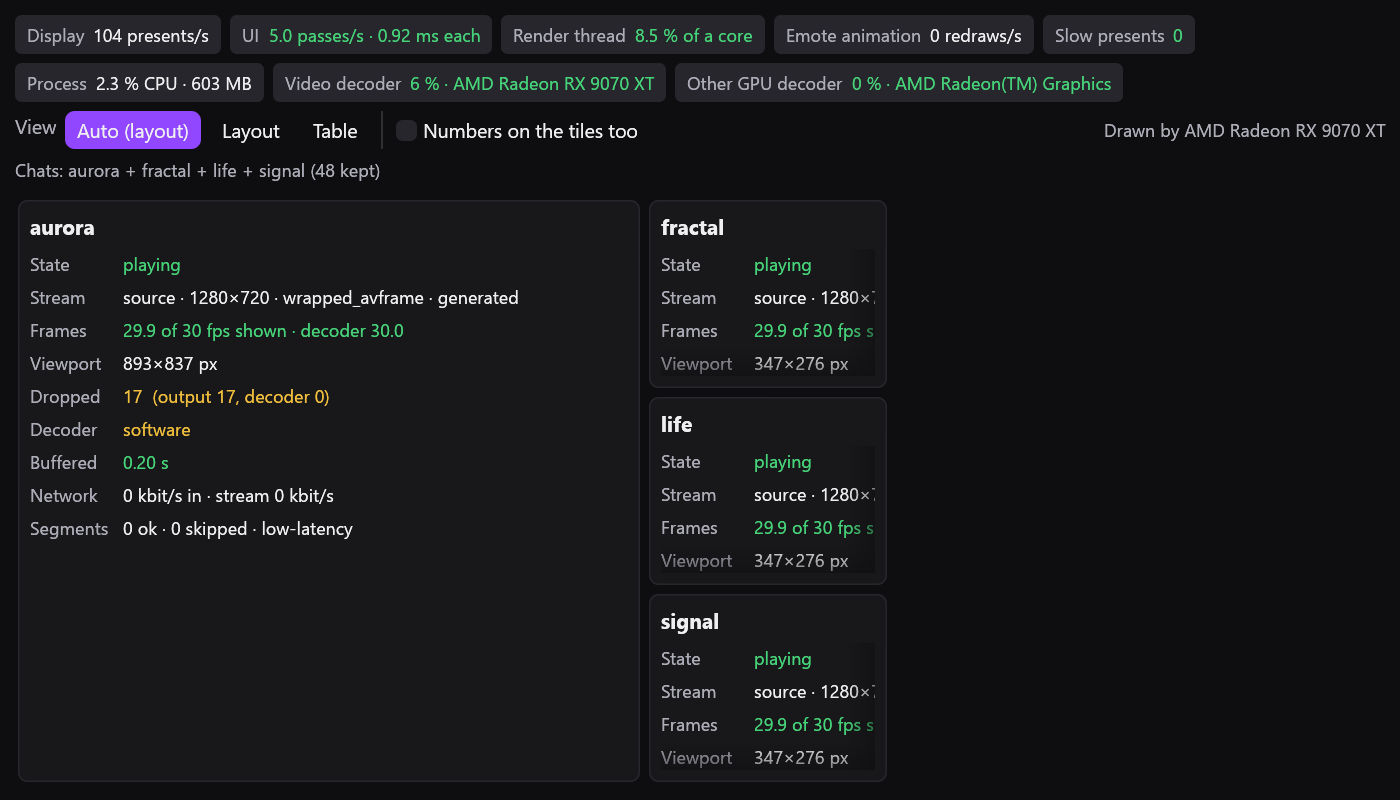 Display 104 presents/s UI 5.0 passes/s · 0.92 ms each Render thread 8.5 % of a core Emote animation 0 redraws/s Slow presents 0
Process 2.3 % CPU · 603 MB Video decoder 6 % · AMD Radeon RX 9070 XT Other GPU decoder 0 % · AMD Radeon(TM) Graphics
View Auto (layout) Layout Table Numbers on the tiles too Drawn by AMD Radeon RX 9070 XT
Chats: aurora + fractal + life + signal (48 kept)
aurora
State playing
Stream source · 1280×720 · wrapped_avframe · generated
Frames 29.9 of 30 fps shown · decoder 30.0
Viewport 893×837 px
Dropped 17 (output 17, decoder 0)
Decoder software
Buffered 0.20 s
Network 0 kbit/s in · stream 0 kbit/s
Segments 0 ok · 0 skipped · low-latency
fractal
State playing
Stream source · 1280×7
Frames 29.9 of 30 fps s
Viewport 347×276 px
life
State playing
Stream source · 1280×7
Frames 29.9 of 30 fps s
Viewport 347×276 px
signal
State playing
Stream source · 1280×7
Frames 29.9 of 30 fps s
Viewport 347×276 px